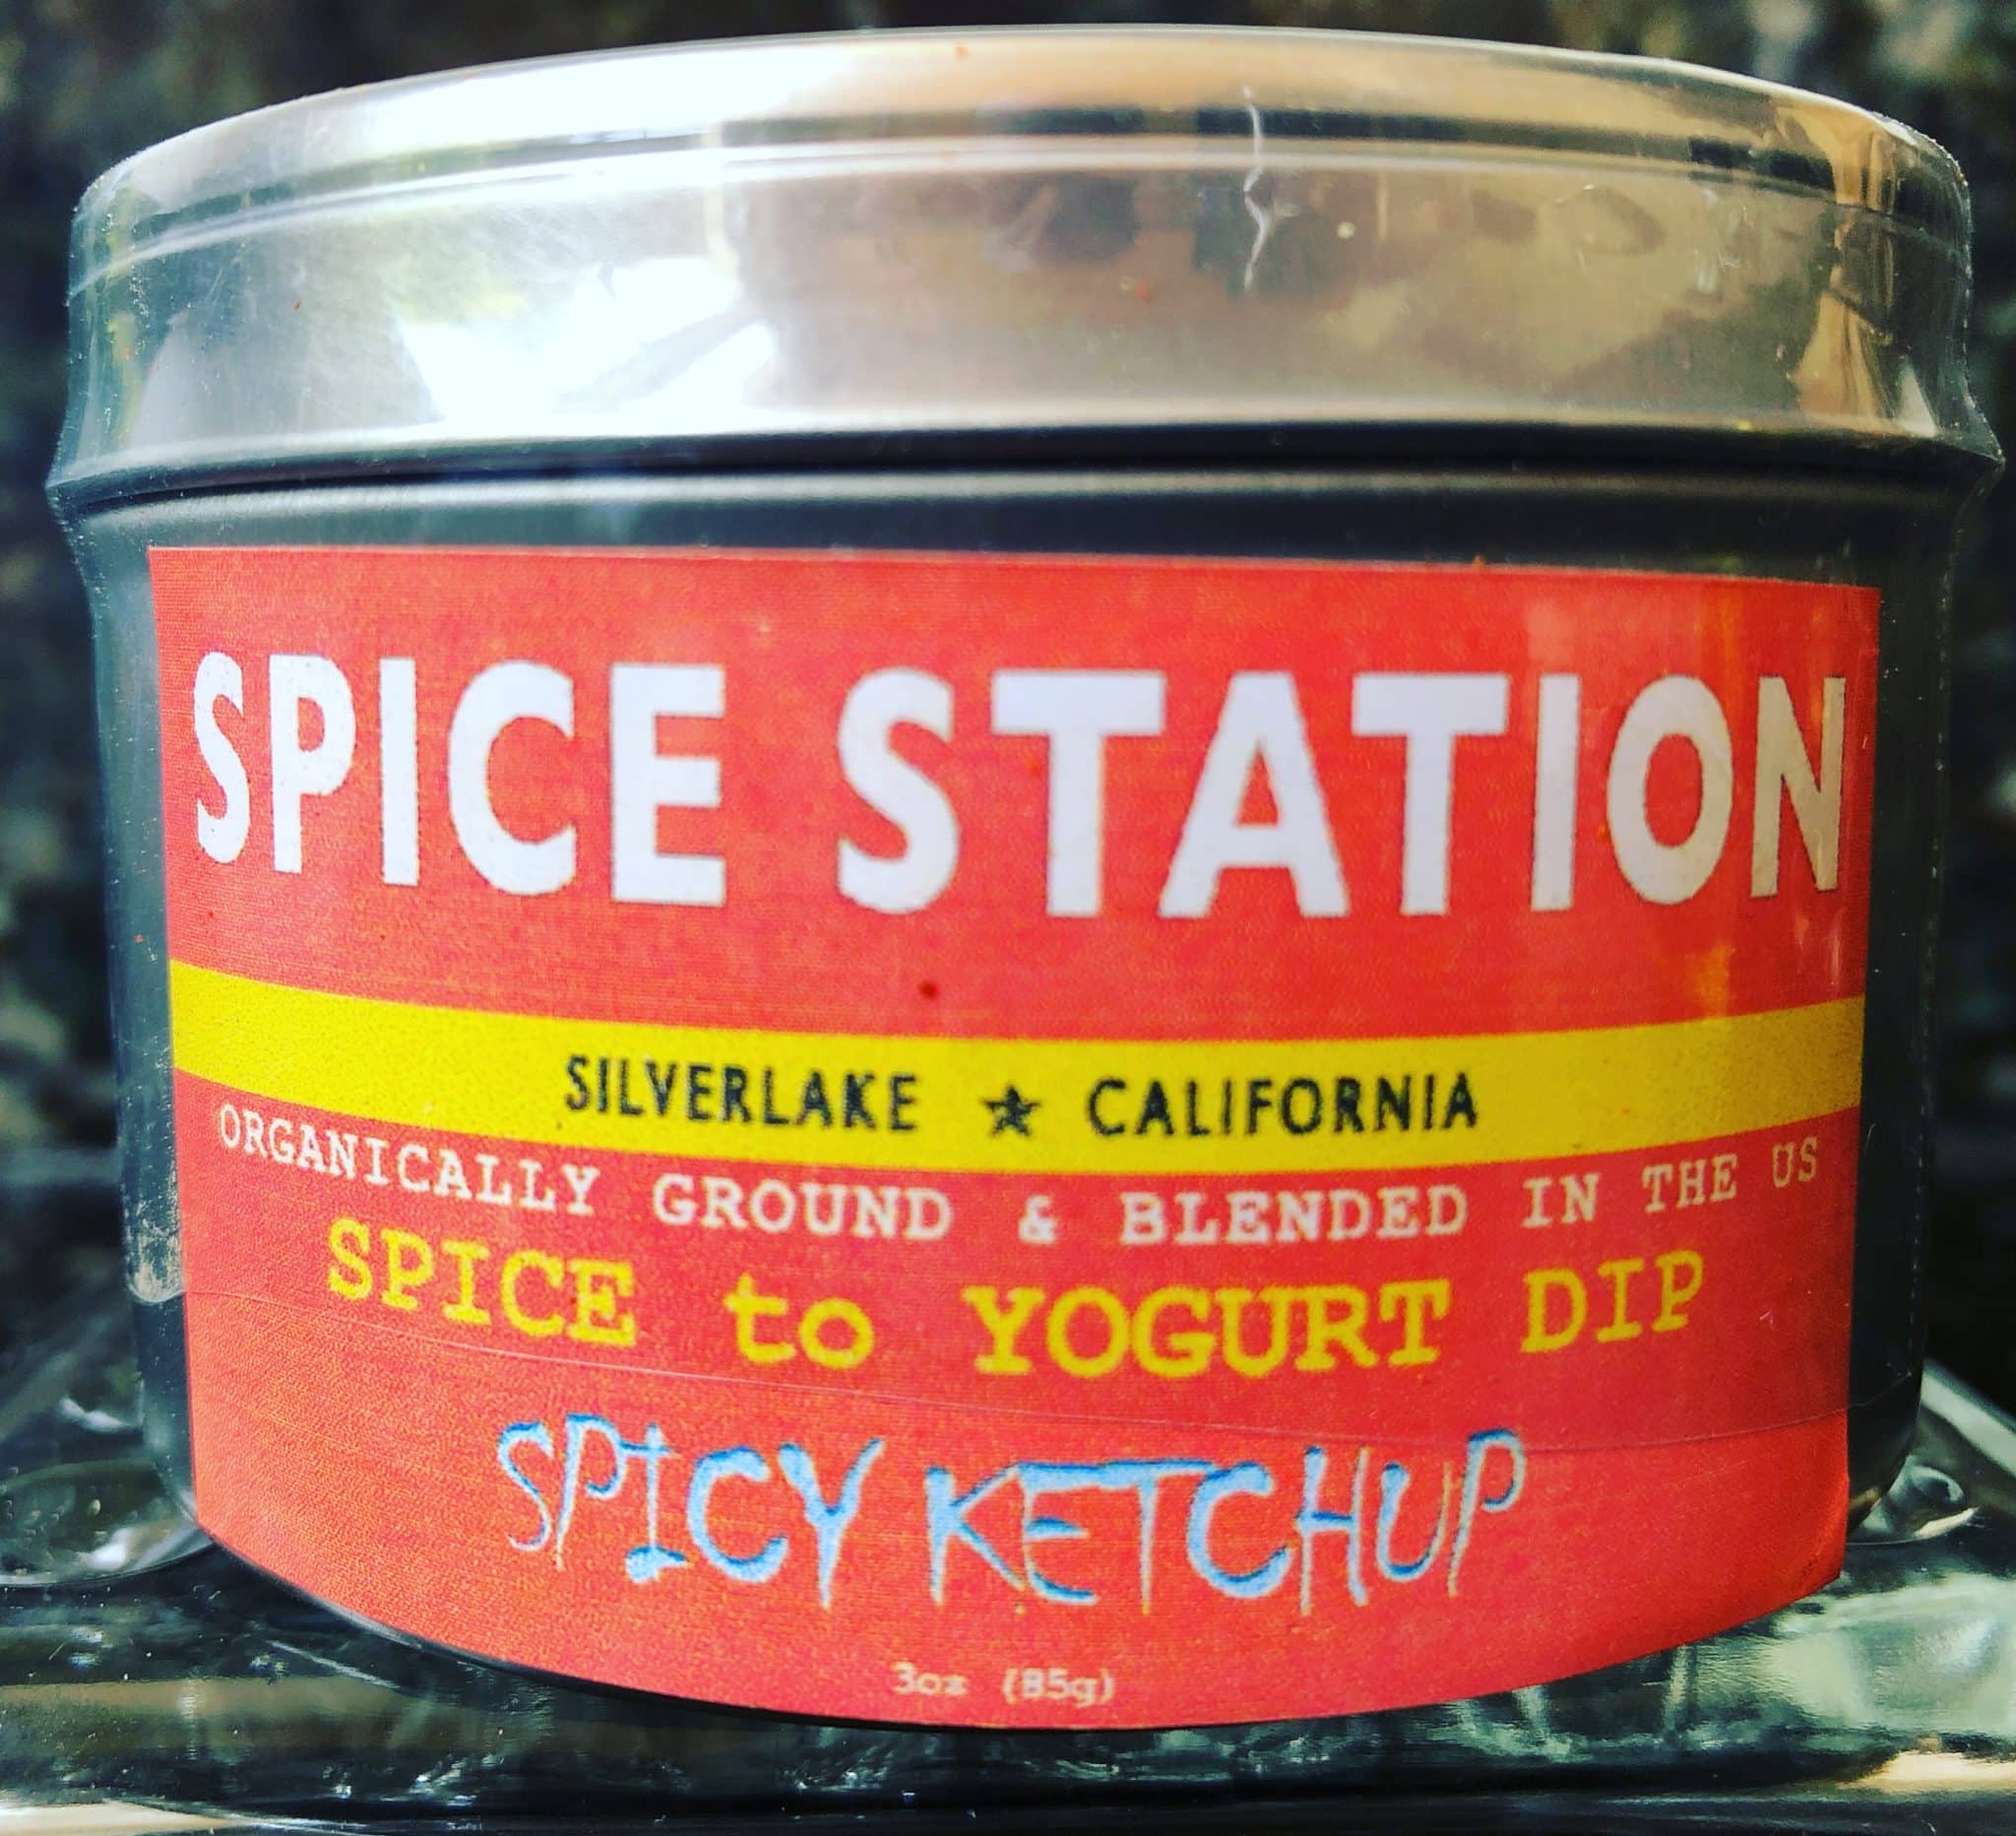 SPICE STATION
SILVERLAKE ★ CALIFORNIA
ORGANICALLY GROUND & BLENDED IN THE US
SPICE to YOGURT DIP
SPICY KETCHUP
3oz (85g)